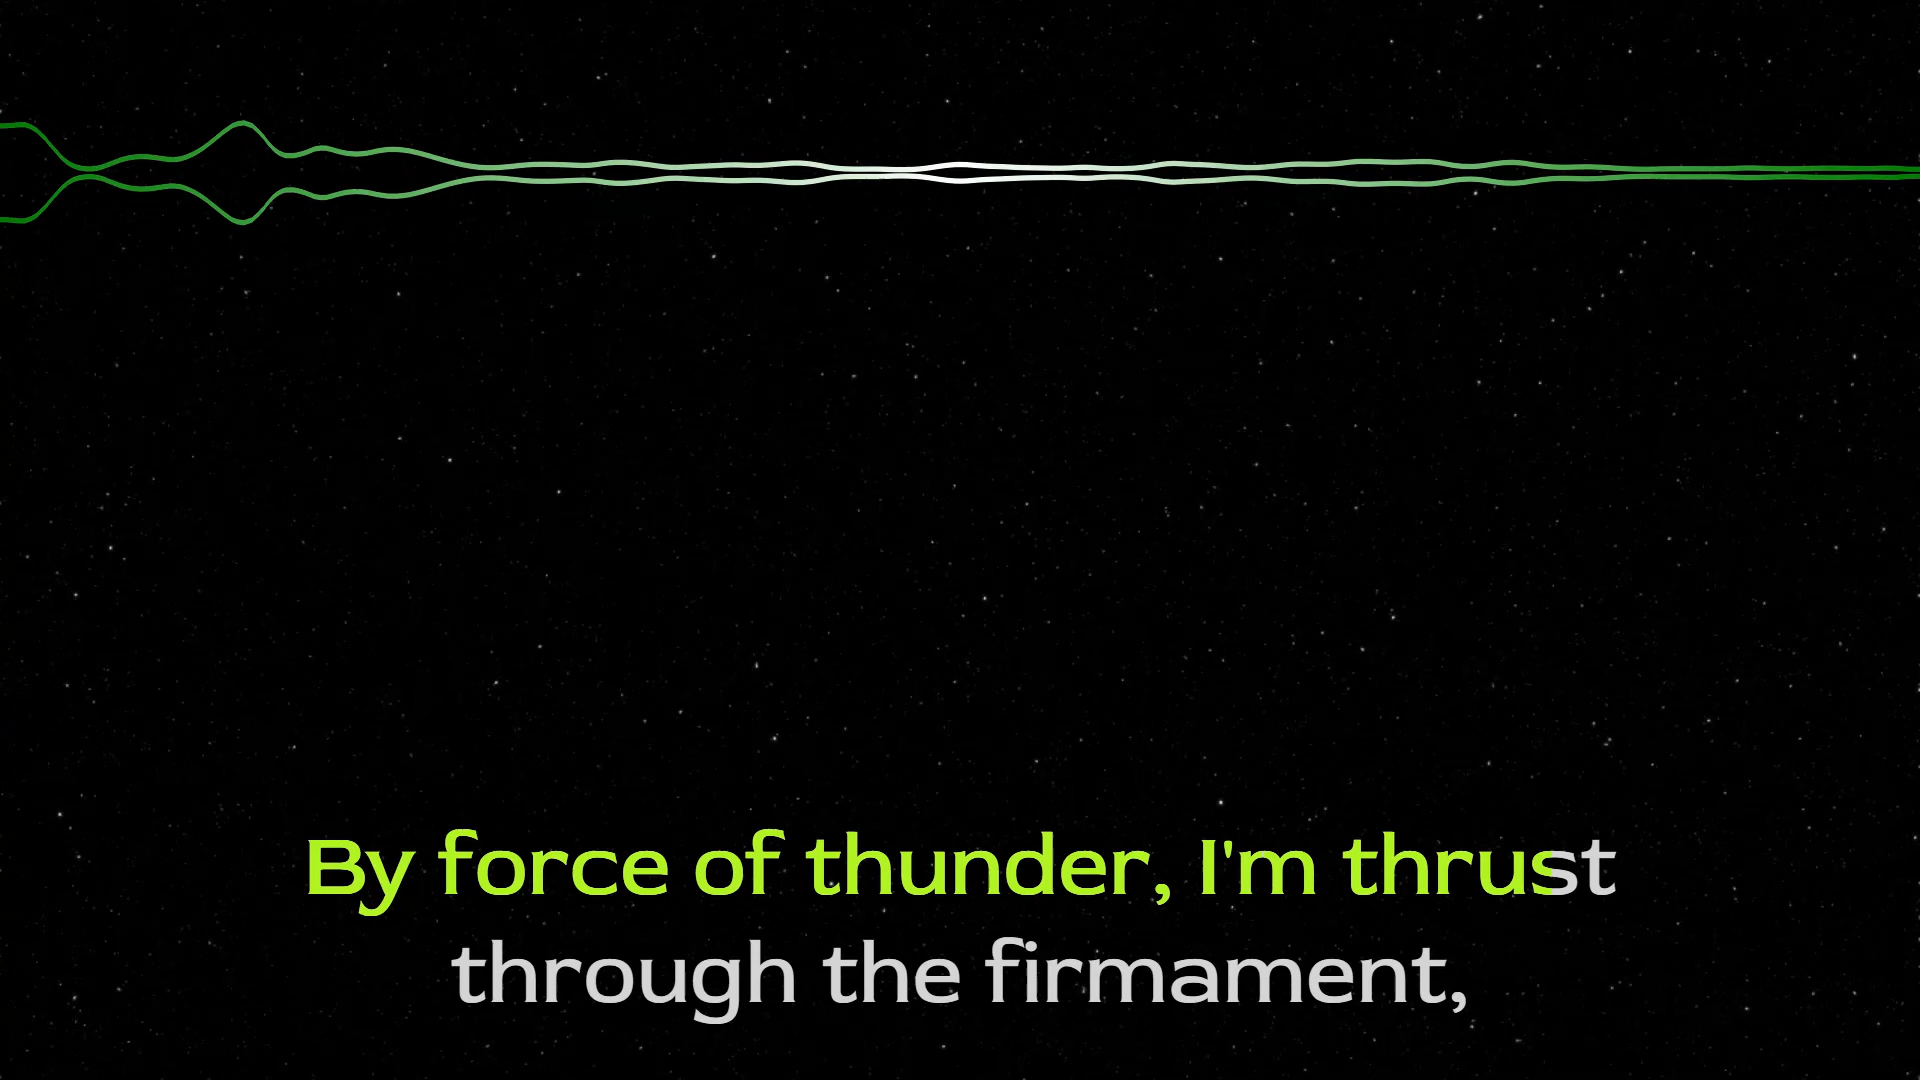 By force of thunder, I'm thrust
through the firmament,